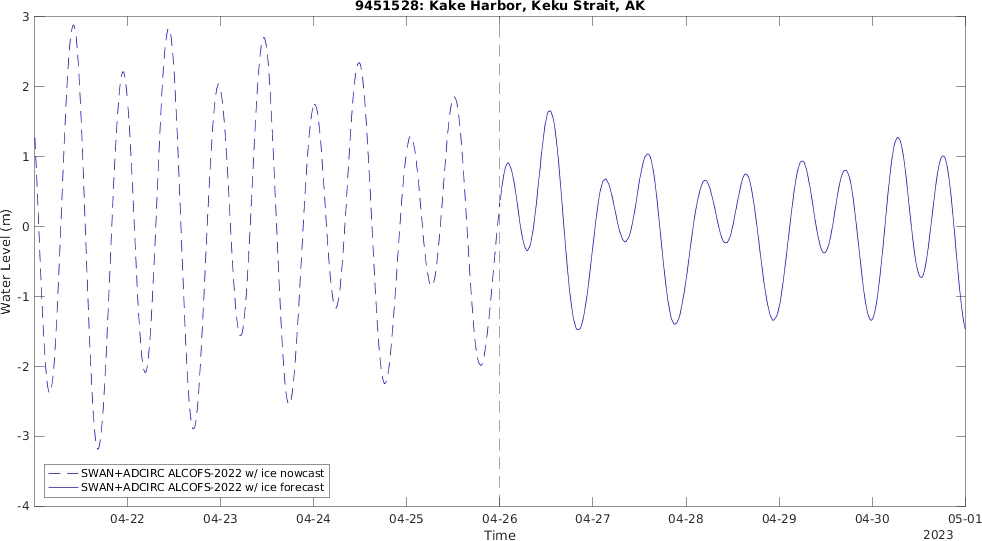 9451528: Kake Harbor, Keku Strait, AK
3
2
1
0
-1
-2
-3
-4
Water Level (m)
SWAN+ADCIRC ALCOFS-2022 w/ ice nowcast
SWAN+ADCIRC ALCOFS-2022 w/ ice forecast
04-22 04-23 04-24 04-25 04-26 04-27 04-28 04-29 04-30 05-01
Time
2023